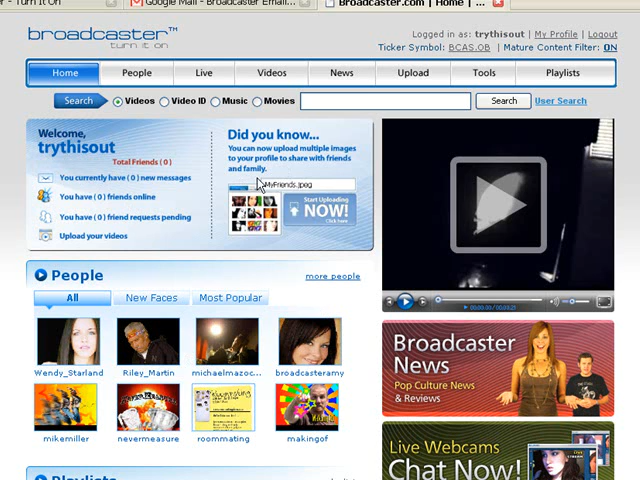 r - Turn It On
Google Mail - Broadcaster Email...
Broadcaster.com | Home | ...
broadcaster™
turn it on
Logged in as: trythisout | My Profile | Logout
Ticker Symbol: BCAS.OB | Mature Content Filter: ON
Home People Live Videos News Upload Tools Playlists
Search Videos Video ID Music Movies Search User Search
Welcome,
trythisout
Total Friends ( 0 )
You currently have ( 0 ) new messages
You have ( 0 ) friends online
You have ( 0 ) friend requests pending
Upload your videos
Did you know...
You can now upload multiple images
to your profile to share with friends
and family.
MyFriends.jpeg
Start Uploading
NOW!
Click here
People
more people
All New Faces Most Popular
Wendy_Starland Riley_Martin michaelmazoc... broadcasteramy
mikemiller nevermeasure roommating makingof
Broadcaster
News
Pop Culture News
& Reviews
Live Webcams
Chat Now!
Playlists